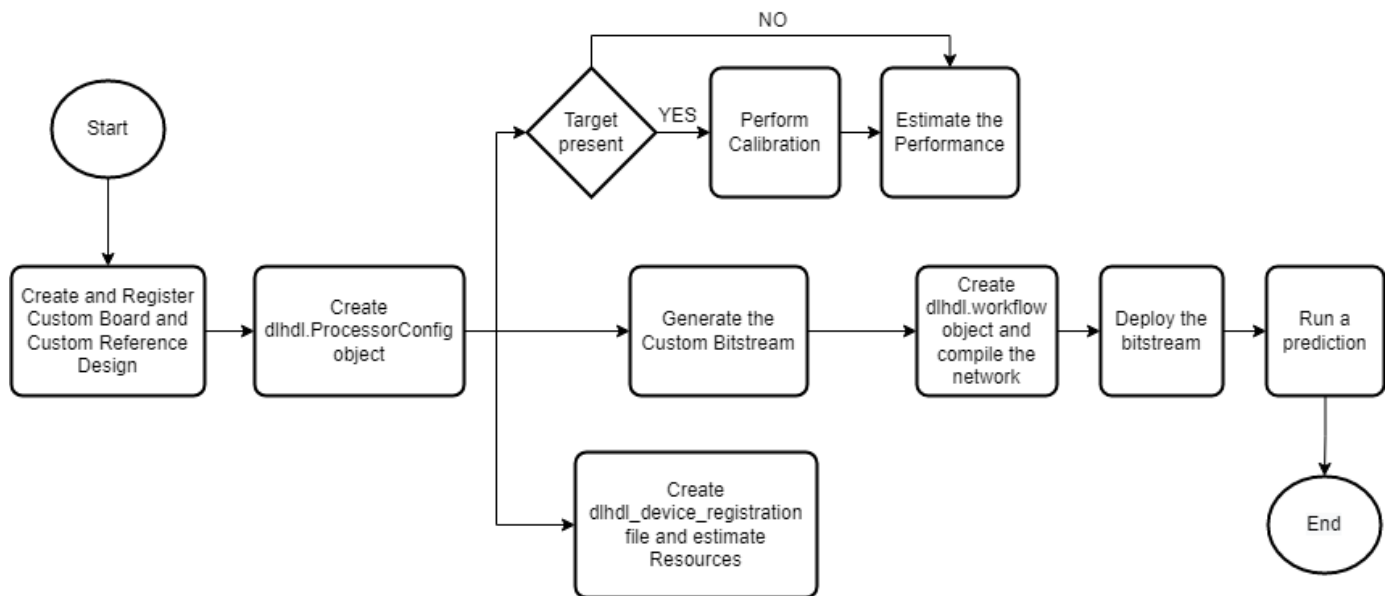 NO
Start
Target
present
YES
Perform
Calibration
Estimate the
Performance
Create and Register
Custom Board and
Custom Reference
Design
Create
dlhdl.ProcessorConfig
object
Generate the
Custom Bitstream
Create
dlhdl.workflow
object and
compile the
network
Deploy the
bitstream
Run a
prediction
Create
dlhdl_device_registration
file and estimate
Resources
End